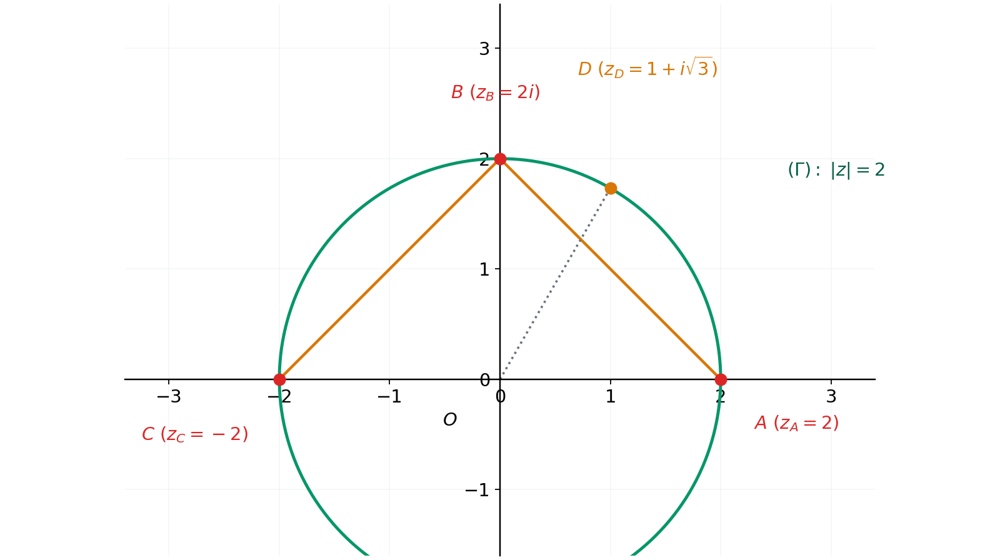 3
D (z_D = 1 + i√3)
B (z_B = 2i)
2
(Γ) : |z| = 2
1
0
−3
−2
−1
0
1
2
3
O
C (z_C = −2)
A (z_A = 2)
−1